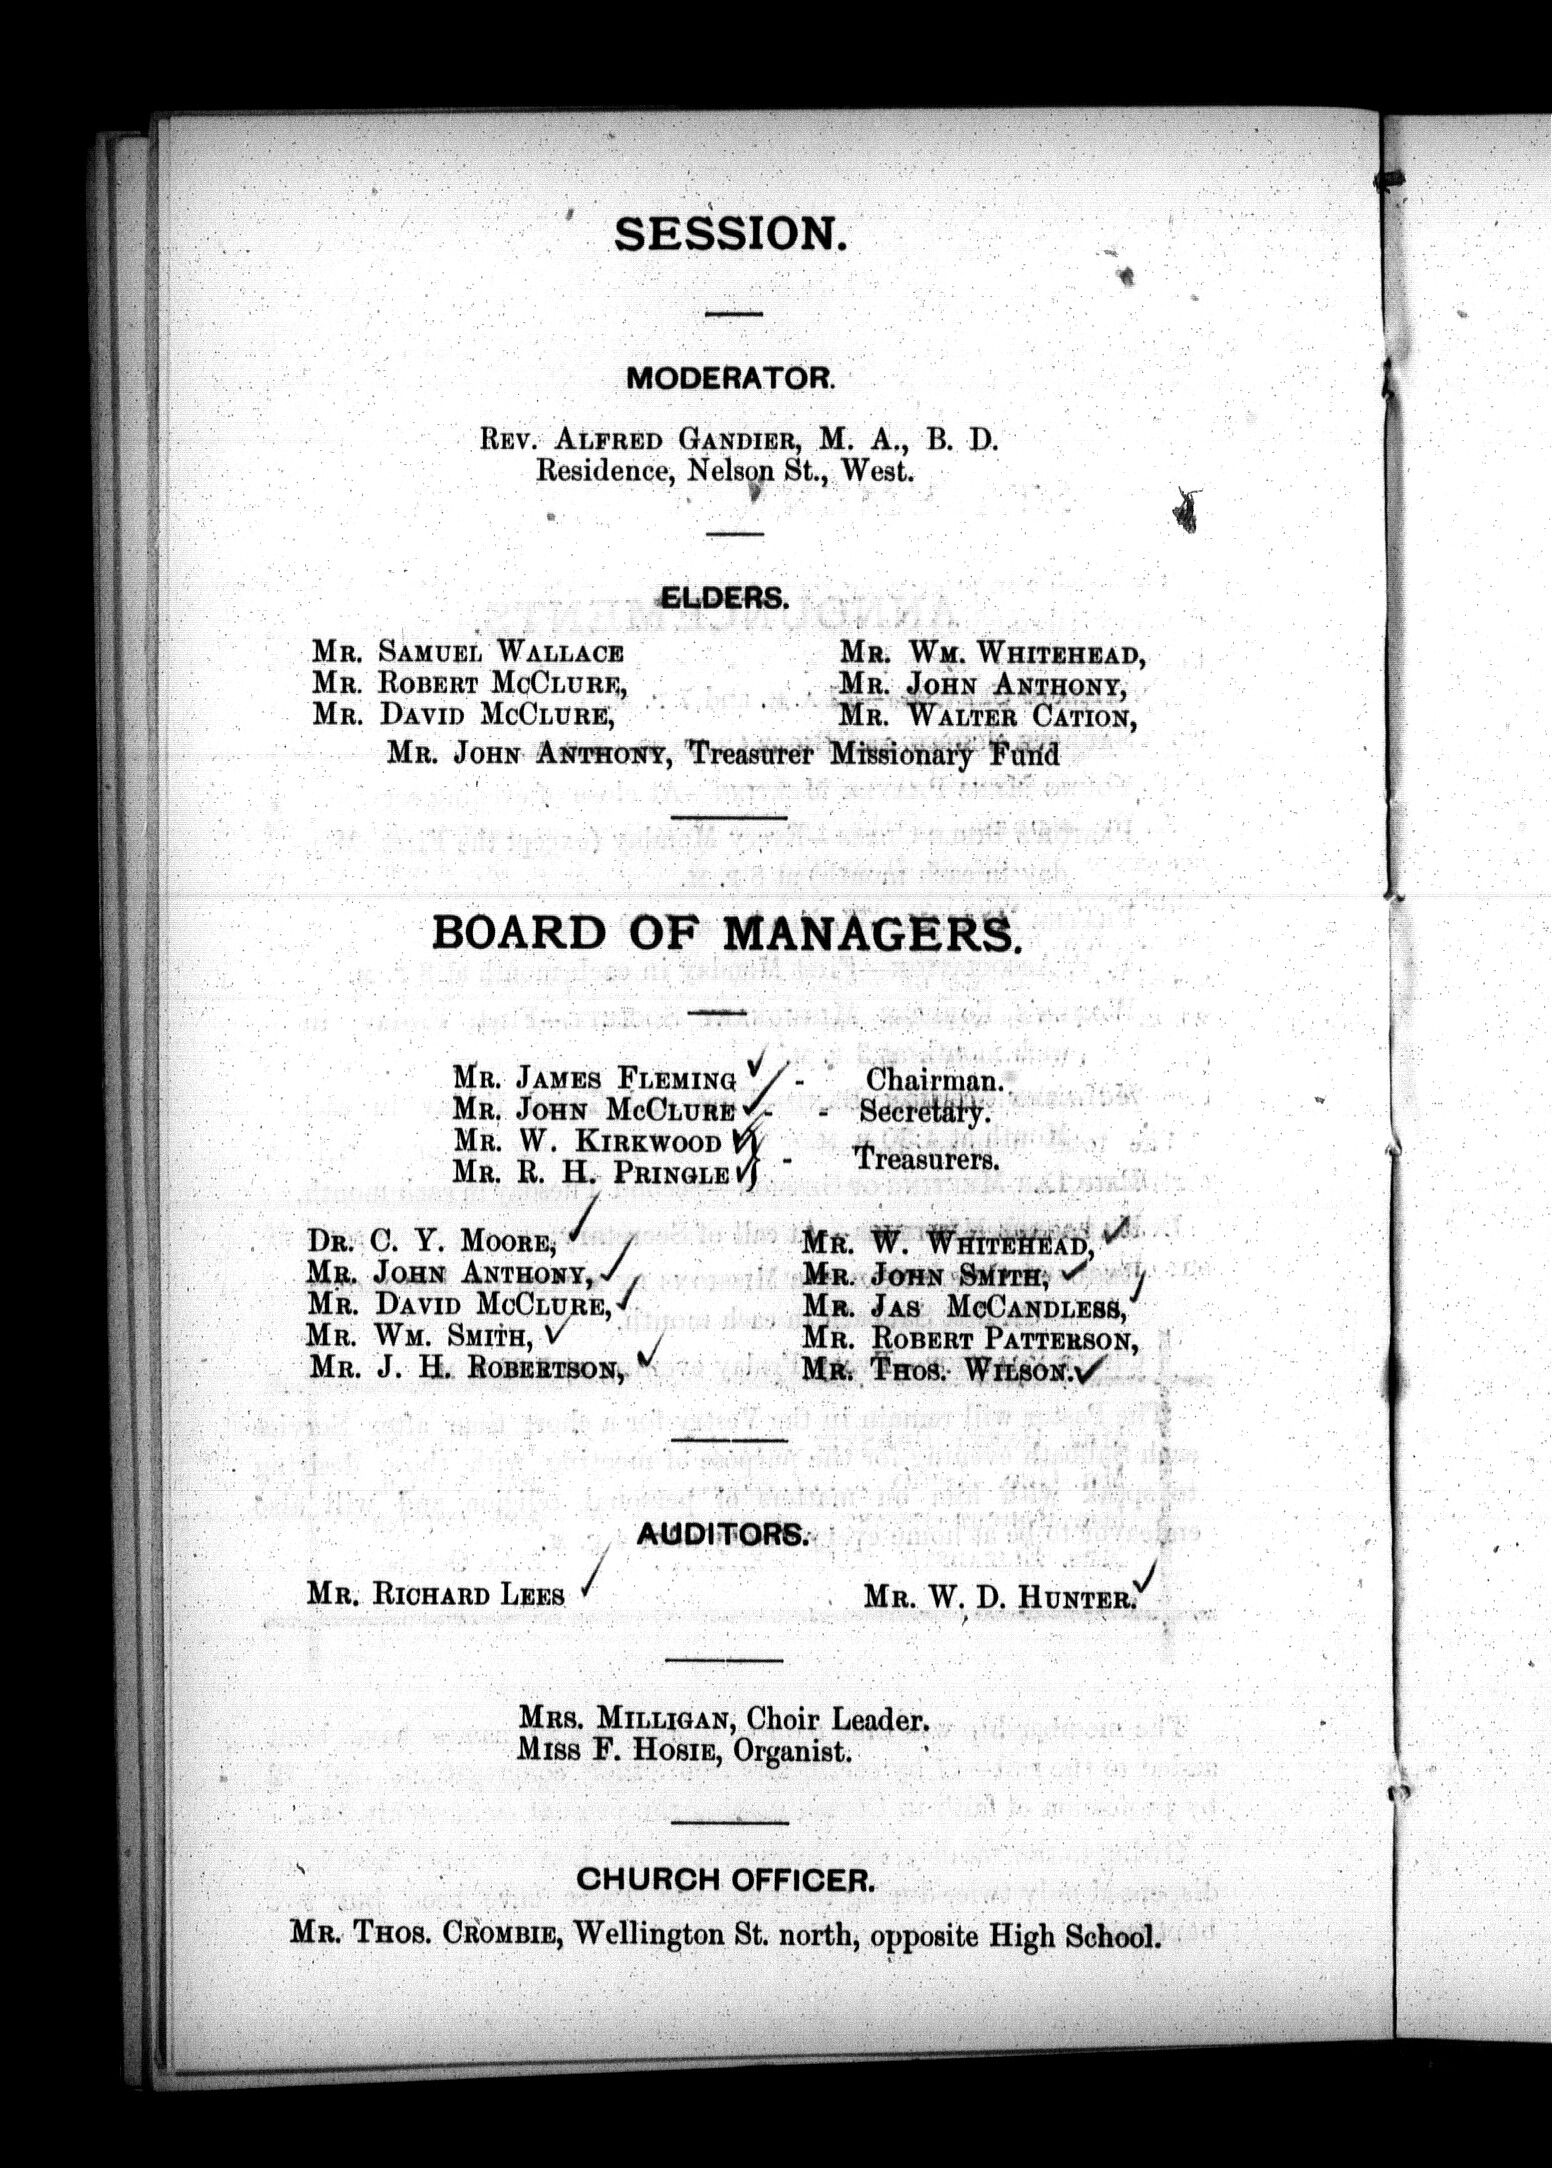 SESSION.
MODERATOR.
REV. ALFRED GANDIER, M. A., B. D.
Residence, Nelson St., West.
ELDERS.
MR. SAMUEL WALLACE MR. WM. WHITEHEAD,
MR. ROBERT MCCLURE, MR. JOHN ANTHONY,
MR. DAVID MCCLURE, MR. WALTER CATION,
MR. JOHN ANTHONY, Treasurer Missionary Fund
BOARD OF MANAGERS.
MR. JAMES FLEMING ✓ - Chairman.
MR. JOHN MCCLURE ✓ - - Secretary.
MR. W. KIRKWOOD ✓ }
MR. R. H. PRINGLE ✓ } - Treasurers.
DR. C. Y. MOORE, ✓ MR. W. WHITEHEAD, ✓
MR. JOHN ANTHONY, ✓ MR. JOHN SMITH, ✓
MR. DAVID MCCLURE, ✓ MR. JAS MCCANDLESS, ✓
MR. WM. SMITH, ✓ MR. ROBERT PATTERSON,
MR. J. H. ROBERTSON, ✓ MR. THOS. WILSON. ✓
AUDITORS.
MR. RICHARD LEES ✓ MR. W. D. HUNTER. ✓
MRS. MILLIGAN, Choir Leader.
MISS F. HOSIE, Organist.
CHURCH OFFICER.
MR. THOS. CROMBIE, Wellington St. north, opposite High School.